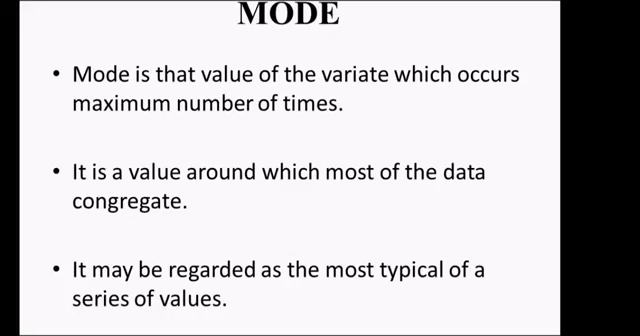 MODE
• Mode is that value of the variate which occurs
maximum number of times.
• It is a value around which most of the data
congregate.
• It may be regarded as the most typical of a
series of values.